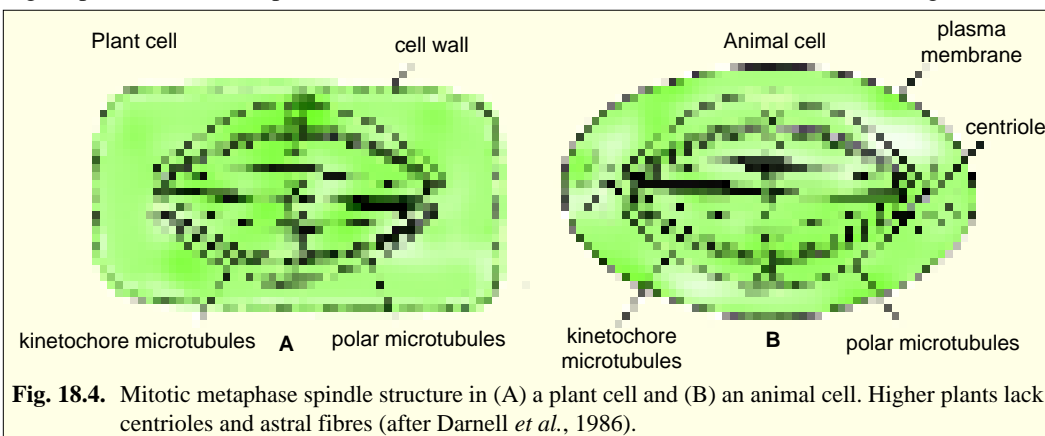 Plant cell
cell wall
Animal cell
plasma
membrane
centriole
kinetochore microtubules
A
polar microtubules
kinetochore
microtubules
B
polar microtubules
Fig. 18.4. Mitotic metaphase spindle structure in (A) a plant cell and (B) an animal cell. Higher plants lack
centrioles and astral fibres (after Darnell et al., 1986).